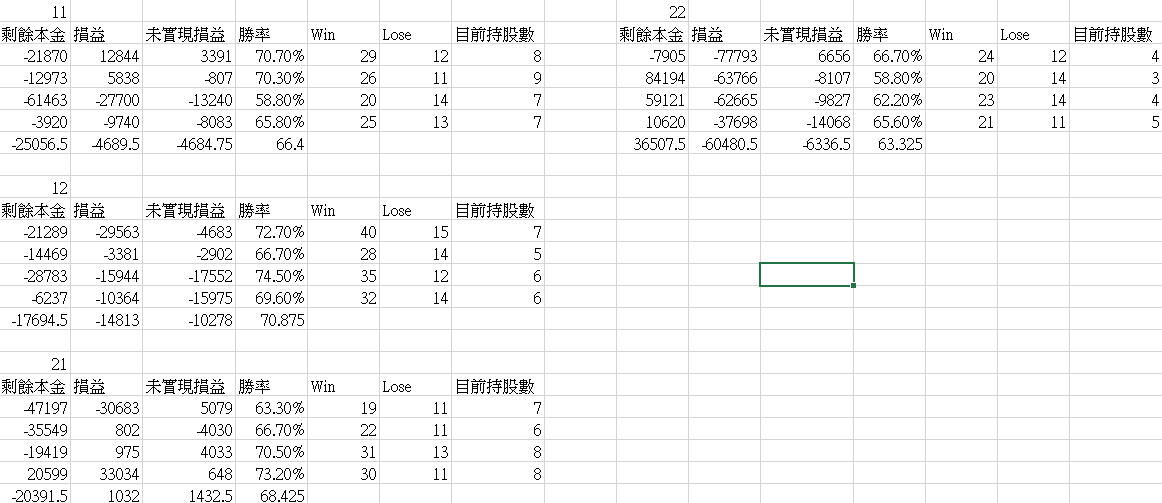 11 22
剩餘本金 損益 未實現損益 勝率 Win Lose 目前持股數 剩餘本金 損益 未實現損益 勝率 Win Lose 目前持股數
-21870 12844 3391 70.70% 29 12 8 -7905 -77793 6656 66.70% 24 12 4
-12973 5838 -807 70.30% 26 11 9 84194 -63766 -8107 58.80% 20 14 3
-61463 -27700 -13240 58.80% 20 14 7 59121 -62665 -9827 62.20% 23 14 4
-3920 -9740 -8083 65.80% 25 13 7 10620 -37698 -14068 65.60% 21 11 5
-25056.5 -4689.5 -4684.75 66.4 36507.5 -60480.5 -6336.5 63.325
12
剩餘本金 損益 未實現損益 勝率 Win Lose 目前持股數
-21289 -29563 -4683 72.70% 40 15 7
-14469 -3381 -2902 66.70% 28 14 5
-28783 -15944 -17552 74.50% 35 12 6
-6237 -10364 -15975 69.60% 32 14 6
-17694.5 -14813 -10278 70.875
21
剩餘本金 損益 未實現損益 勝率 Win Lose 目前持股數
-47197 -30683 5079 63.30% 19 11 7
-35549 802 -4030 66.70% 22 11 6
-19419 975 4033 70.50% 31 13 8
20599 33034 648 73.20% 30 11 8
-20391.5 1032 1432.5 68.425